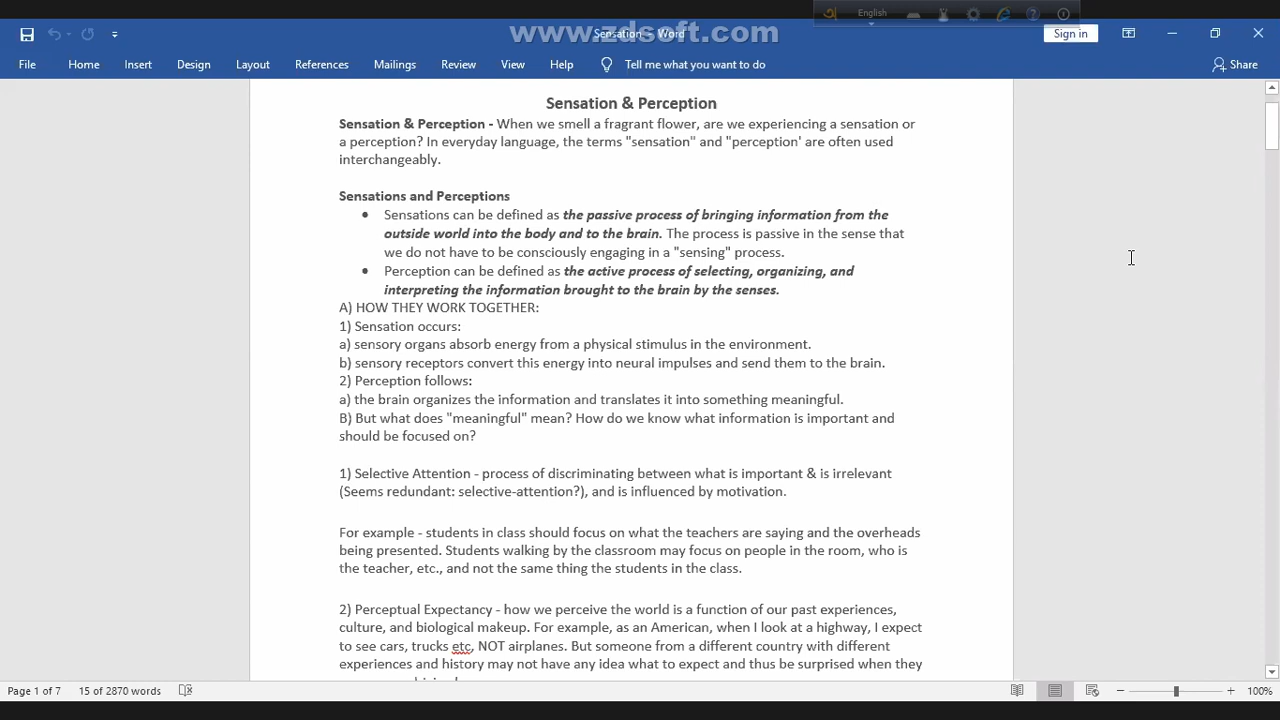 English
www.zdsoft.com
Sensation - Word
Sign in
File Home Insert Design Layout References Mailings Review View Help Tell me what you want to do Share
Sensation & Perception
Sensation & Perception - When we smell a fragrant flower, are we experiencing a sensation or
a perception? In everyday language, the terms "sensation" and "perception' are often used
interchangeably.
Sensations and Perceptions
• Sensations can be defined as the passive process of bringing information from the
outside world into the body and to the brain. The process is passive in the sense that
we do not have to be consciously engaging in a "sensing" process.
• Perception can be defined as the active process of selecting, organizing, and
interpreting the information brought to the brain by the senses.
A) HOW THEY WORK TOGETHER:
1) Sensation occurs:
a) sensory organs absorb energy from a physical stimulus in the environment.
b) sensory receptors convert this energy into neural impulses and send them to the brain.
2) Perception follows:
a) the brain organizes the information and translates it into something meaningful.
B) But what does "meaningful" mean? How do we know what information is important and
should be focused on?
1) Selective Attention - process of discriminating between what is important & is irrelevant
(Seems redundant: selective-attention?), and is influenced by motivation.
For example - students in class should focus on what the teachers are saying and the overheads
being presented. Students walking by the classroom may focus on people in the room, who is
the teacher, etc., and not the same thing the students in the class.
2) Perceptual Expectancy - how we perceive the world is a function of our past experiences,
culture, and biological makeup. For example, as an American, when I look at a highway, I expect
to see cars, trucks etc, NOT airplanes. But someone from a different country with different
experiences and history may not have any idea what to expect and thus be surprised when they
Page 1 of 7 15 of 2870 words 100%